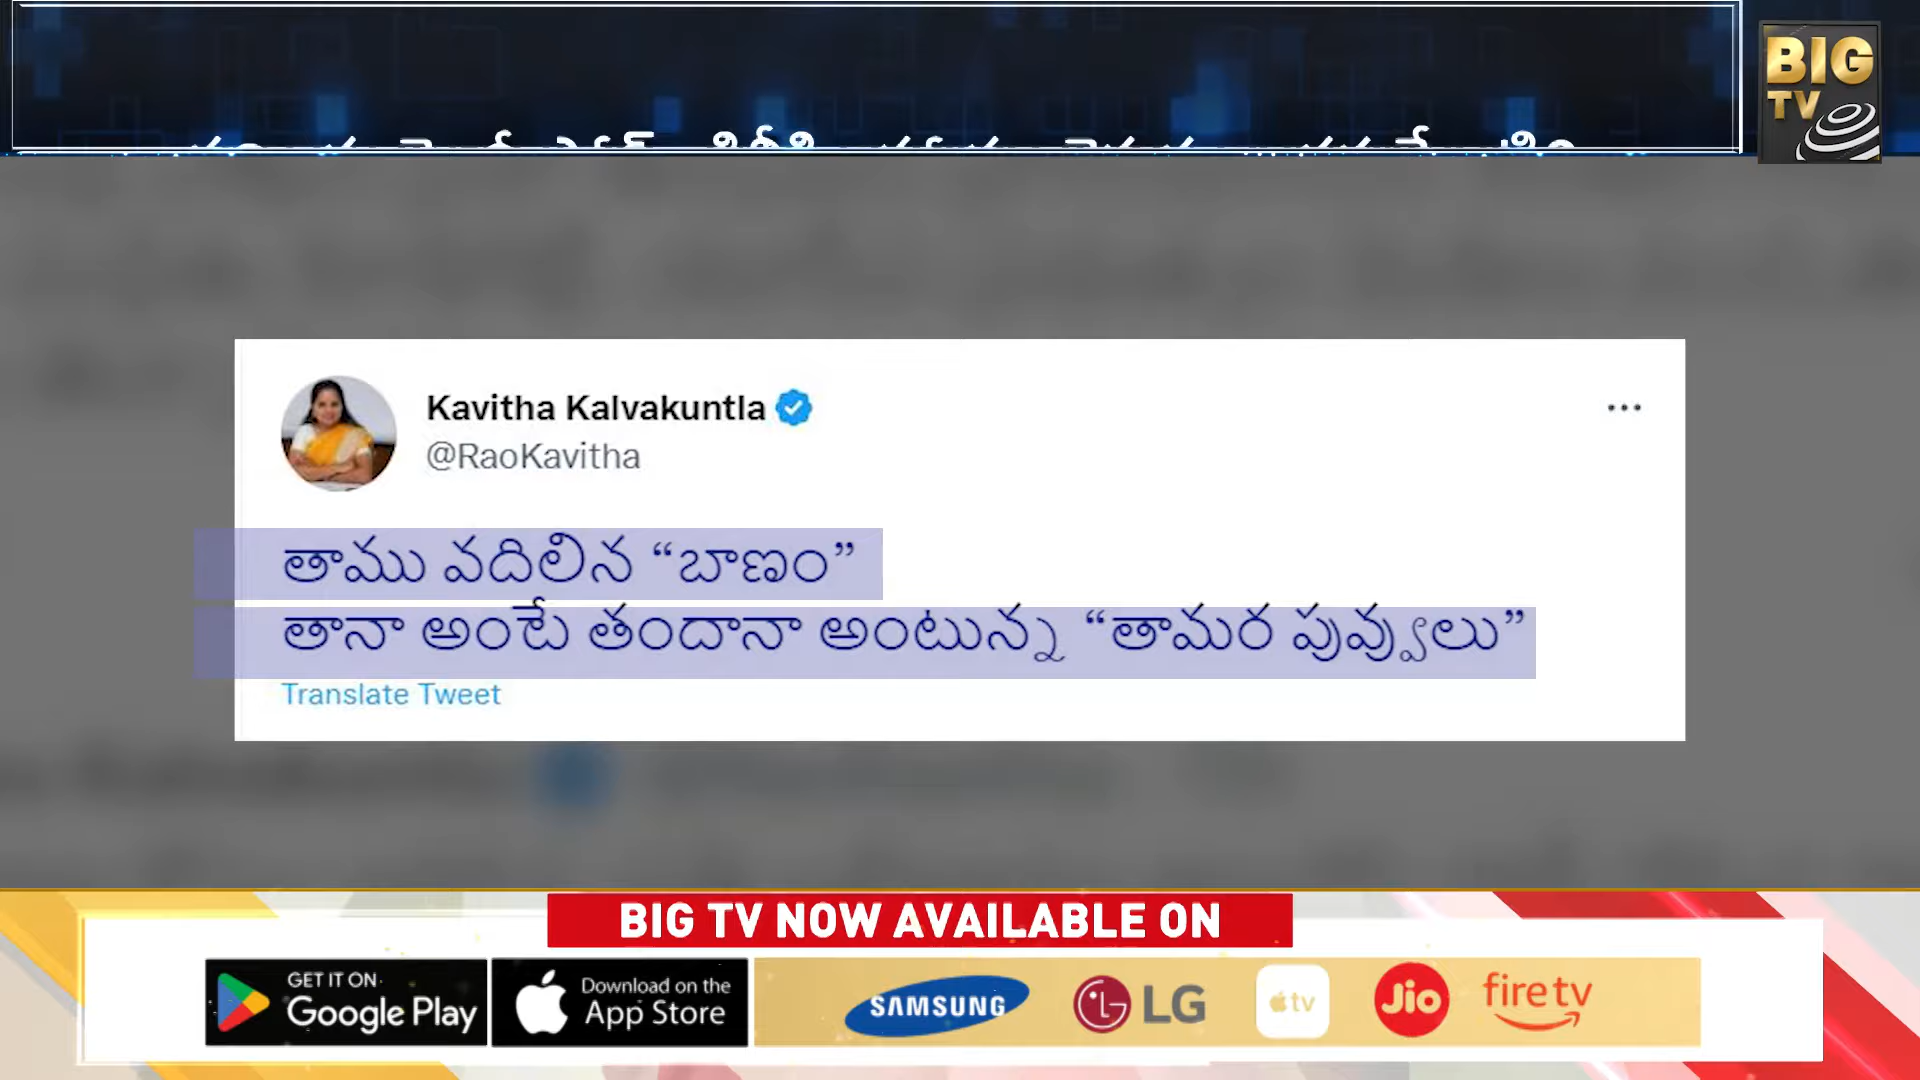 BIG
TV
Kavitha Kalvakuntla
@RaoKavitha
తాము వదిలిన “బాణం”
తానా అంటే తందానా అంటున్న “తామర పువ్వులు”
Translate Tweet
BIG TV NOW AVAILABLE ON
GET IT ON
Google Play
Download on the
App Store
SAMSUNG
LG
tv
Jio
fire tv